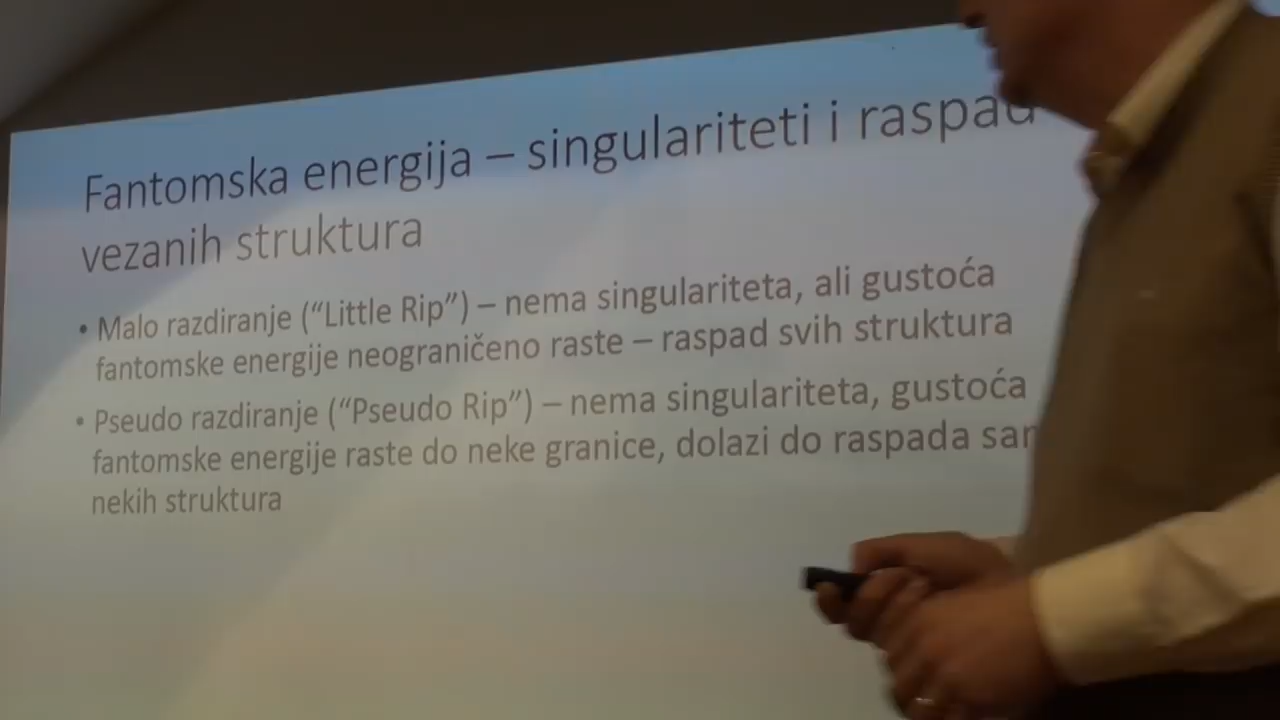 Fantomska energija – singulariteti i raspad
vezanih struktura
• Malo razdiranje (“Little Rip”) – nema singulariteta, ali gustoća
fantomske energije neograničeno raste – raspad svih struktura
• Pseudo razdiranje (“Pseudo Rip”) – nema singulariteta, gustoća
fantomske energije raste do neke granice, dolazi do raspada
nekih struktura